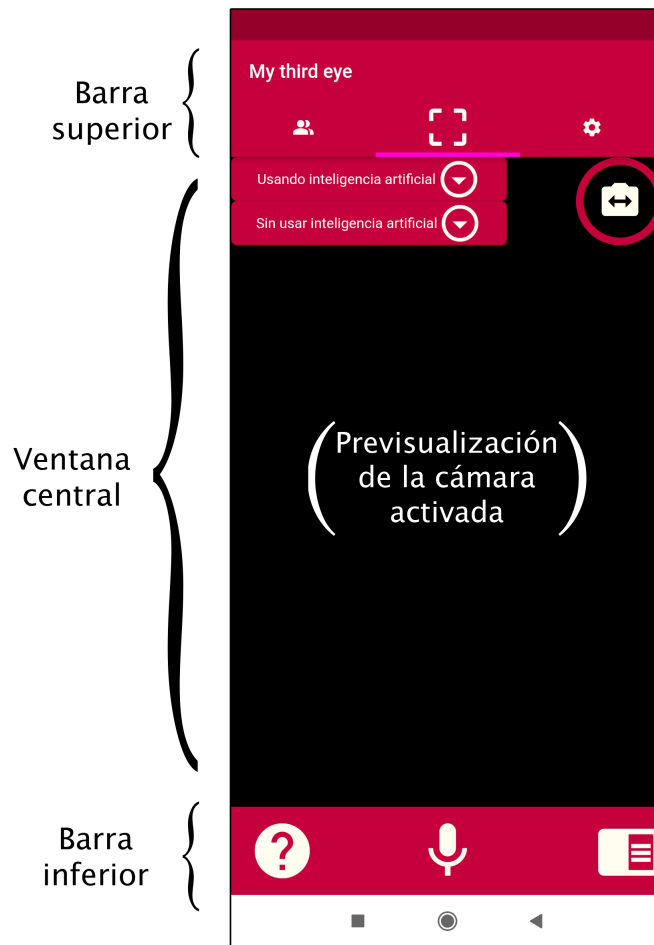 Barra
superior
My third eye
Usando inteligencia artificial
Sin usar inteligencia artificial
Ventana
central
Previsualización
de la cámara
activada
Barra
inferior
?